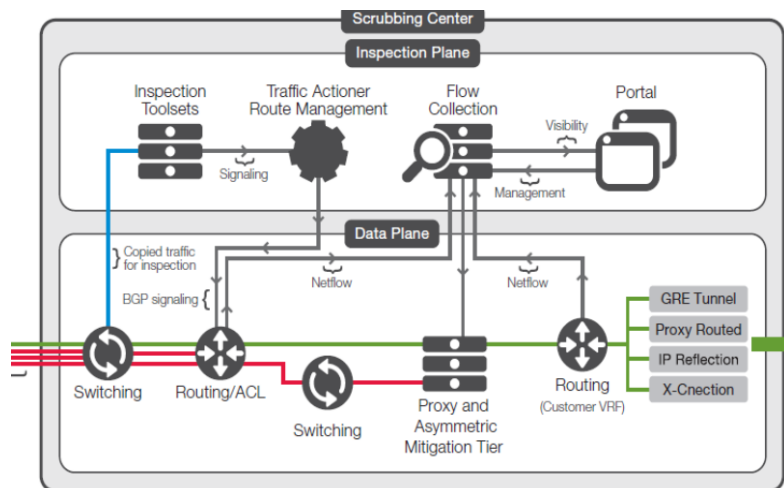 Scrubbing Center
Inspection Plane
Inspection
Toolsets
Traffic Actioner
Route Management
Flow
Collection
Portal
Visibility
Signaling
Management
Data Plane
Copied traffic
for inspection
BGP signaling
Netflow
Netflow
GRE Tunnel
Proxy Routed
IP Reflection
X-Cnection
Switching
Routing/ACL
Switching
Proxy and
Asymmetric
Mitigation Tier
Routing
(Customer VRF)